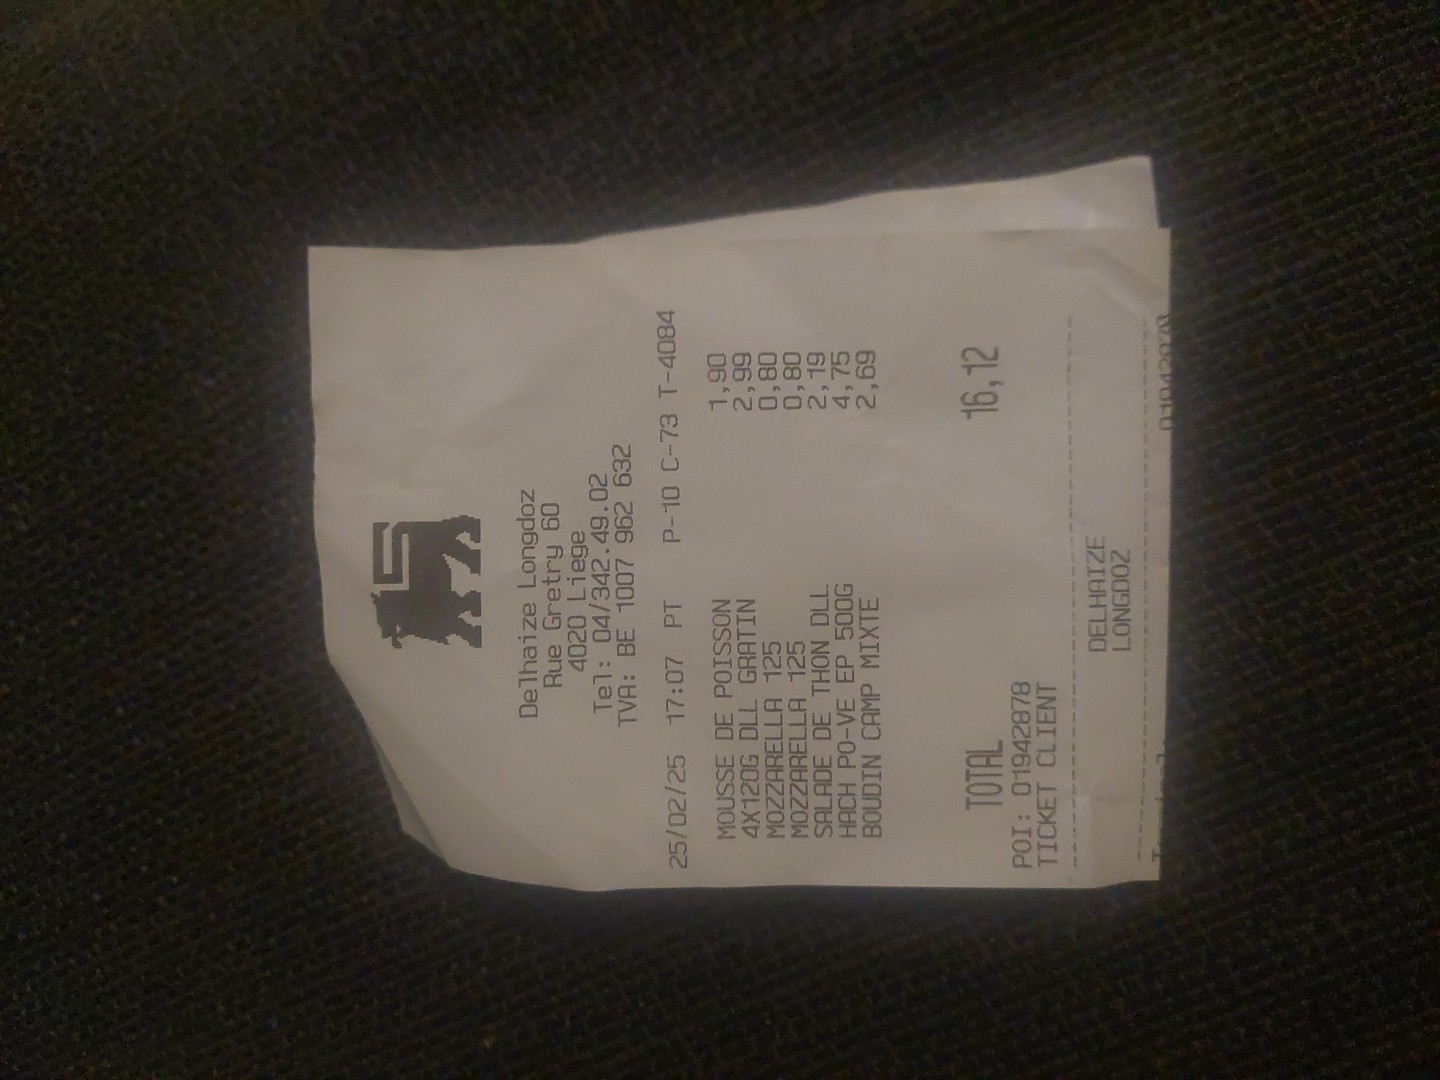 Delhaize Longdoz
Rue Gretry 60
4020 Liege
Tel: 04/342.49.02
TVA: BE 1007 962 632
25/02/25 17:07 PT P-10 C-73 T-4084
MOUSSE DE POISSON 1,90
4X120G DLL GRATIN 2,99
MOZZARELLA 125 0,80
MOZZARELLA 125 0,80
SALADE DE THON DLL 2,19
HACH PO-VE EP 500G 4,75
BOUDIN CAMP MIXTE 2,69
TOTAL 16,12
POI: 01942878
TICKET CLIENT
DELHAIZE
LONGDOZ